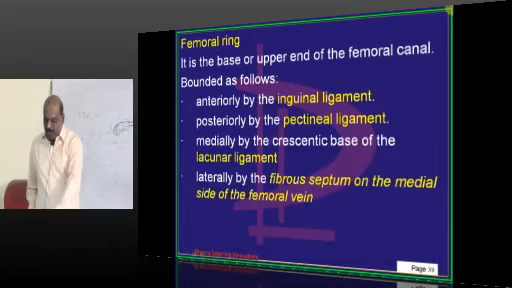 Femoral ring
It is the base or upper end of the femoral canal.
Bounded as follows:
· anteriorly by the inguinal ligament.
· posteriorly by the pectineal ligament.
· medially by the crescentic base of the
lacunar ligament
· laterally by the fibrous septum on the medial
side of the femoral vein
Page 39